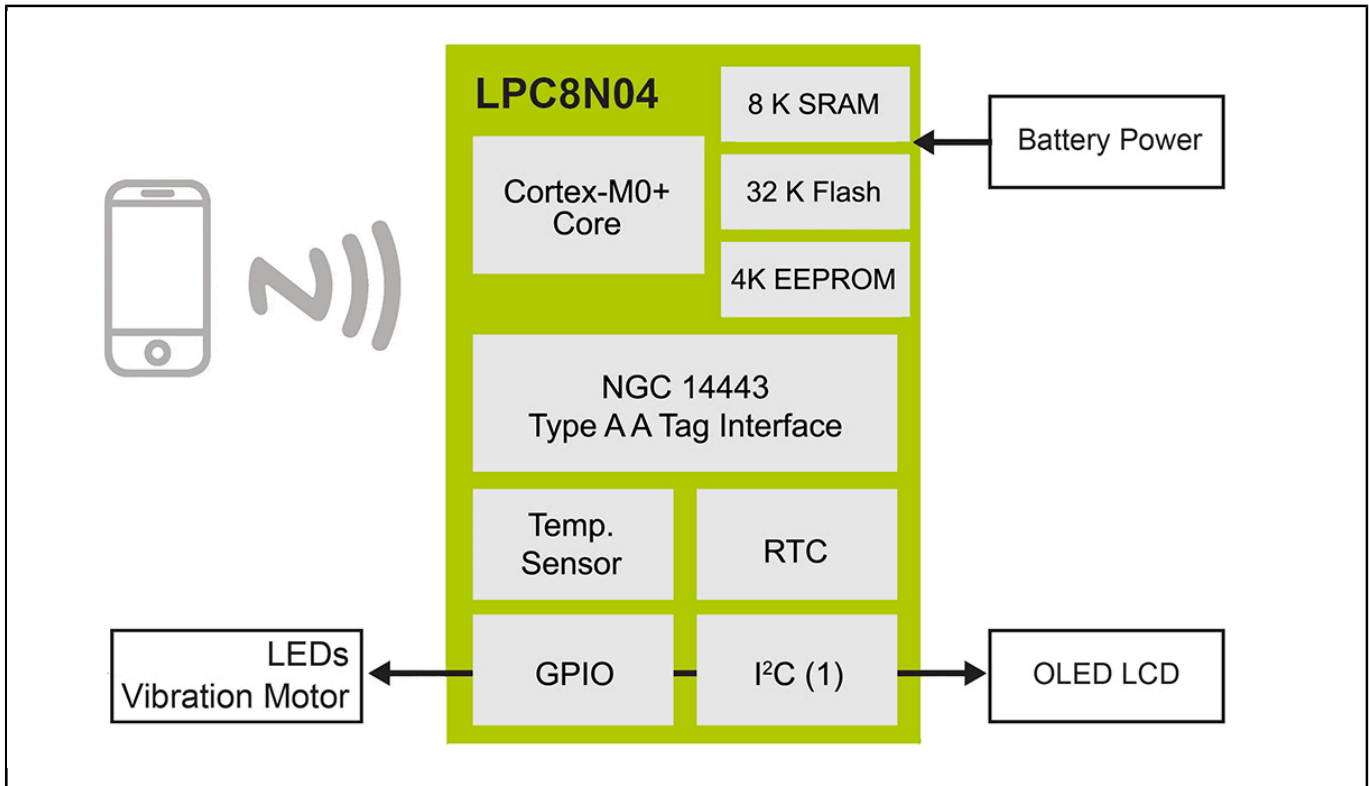 LPC8N04
8 K SRAM
Battery Power
Cortex-M0+
Core
32 K Flash
4K EEPROM
NGC 14443
Type A A Tag Interface
Temp.
Sensor
RTC
LEDs
Vibration Motor
GPIO
I²C (1)
OLED LCD